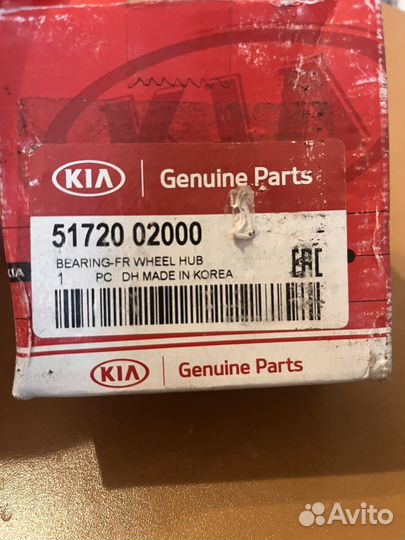 KIA
KIA Genuine Parts
51720 02000
BEARING-FR WHEEL HUB
1 PC DH MADE IN KOREA
EAC
KIA
KIA Genuine Parts
Avito